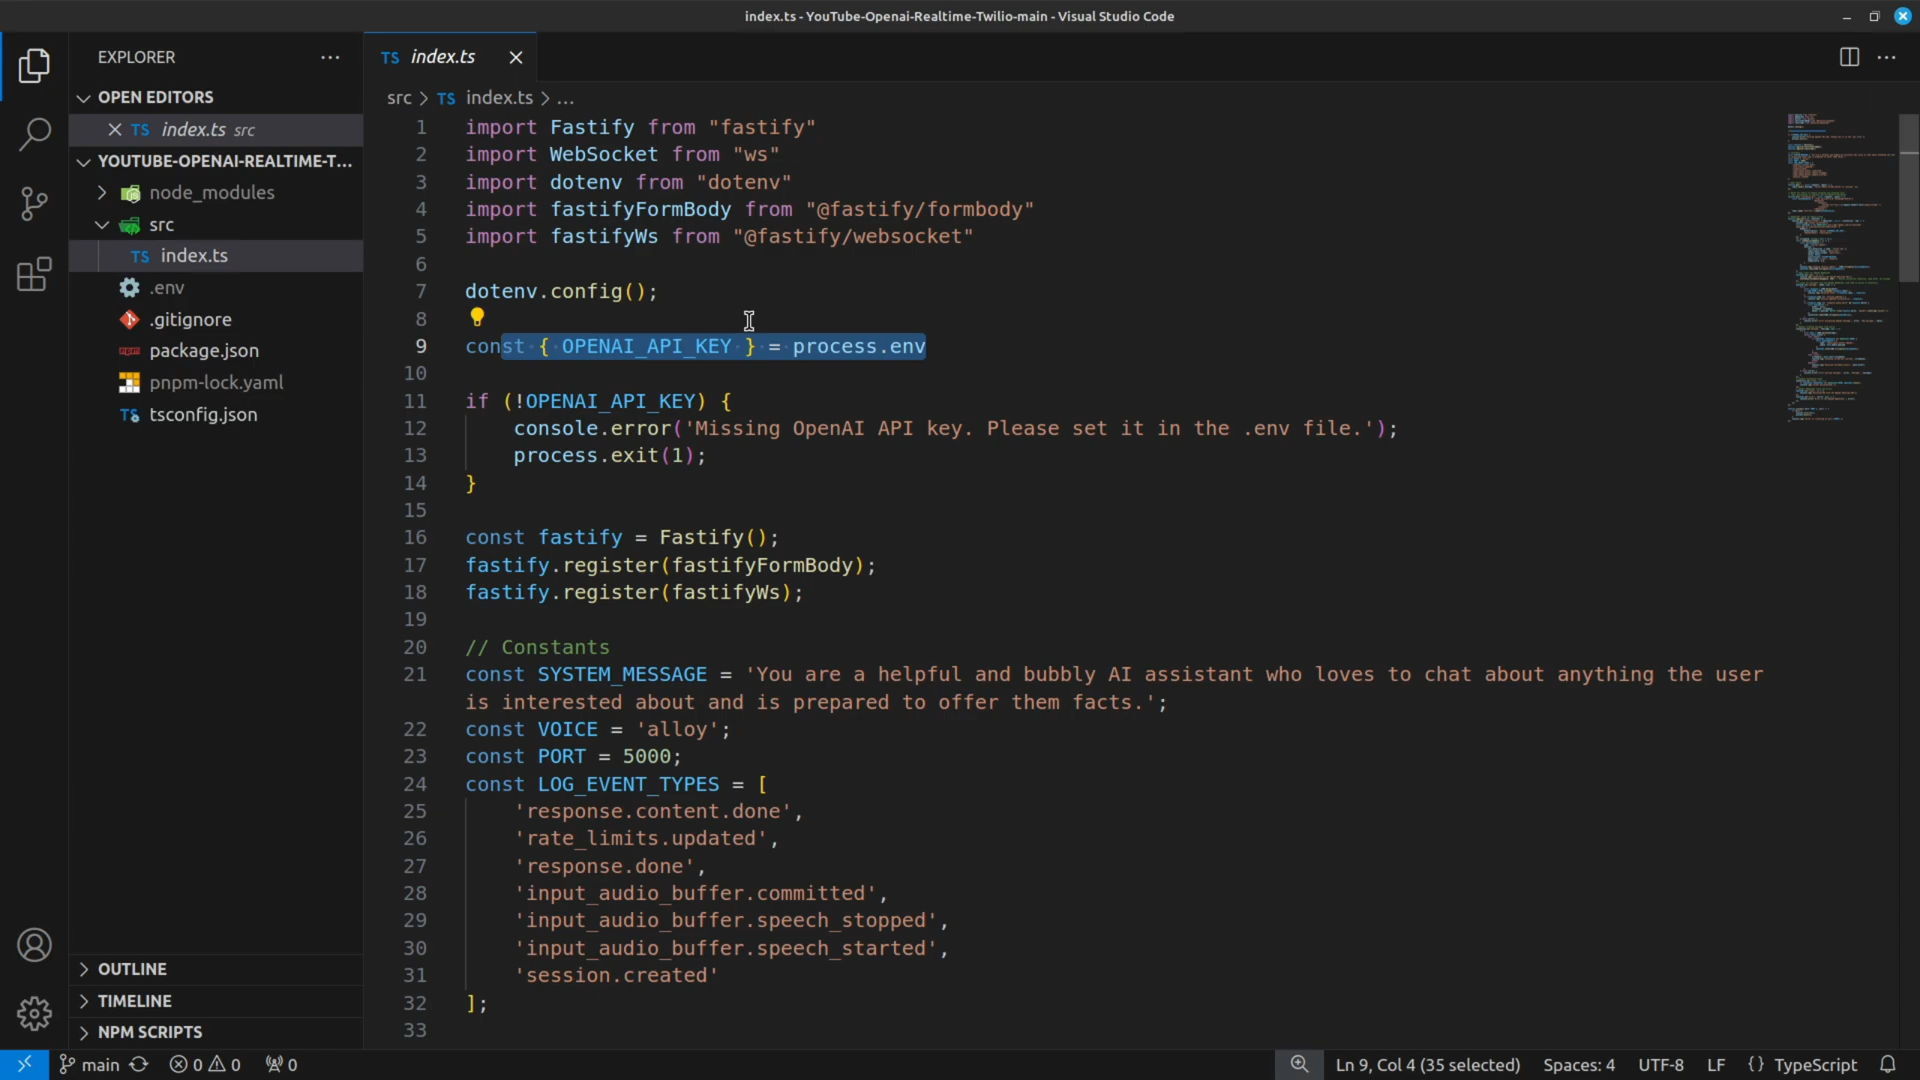 index.ts - YouTube-Openai-Realtime-Twilio-main - Visual Studio Code
EXPLORER
OPEN EDITORS
TS index.ts src
YOUTUBE-OPENAI-REALTIME-T...
node_modules
src
TS index.ts
.env
.gitignore
package.json
pnpm-lock.yaml
TS tsconfig.json
OUTLINE
TIMELINE
NPM SCRIPTS
TS index.ts
src > TS index.ts > ...
1 import Fastify from "fastify"
2 import WebSocket from "ws"
3 import dotenv from "dotenv"
4 import fastifyFormBody from "@fastify/formbody"
5 import fastifyWs from "@fastify/websocket"
6
7 dotenv.config();
8
9 const { OPENAI_API_KEY } = process.env
10
11 if (!OPENAI_API_KEY) {
12 console.error('Missing OpenAI API key. Please set it in the .env file.');
13 process.exit(1);
14 }
15
16 const fastify = Fastify();
17 fastify.register(fastifyFormBody);
18 fastify.register(fastifyWs);
19
20 // Constants
21 const SYSTEM_MESSAGE = 'You are a helpful and bubbly AI assistant who loves to chat about anything the user
is interested about and is prepared to offer them facts.';
22 const VOICE = 'alloy';
23 const PORT = 5000;
24 const LOG_EVENT_TYPES = [
25 'response.content.done',
26 'rate_limits.updated',
27 'response.done',
28 'input_audio_buffer.committed',
29 'input_audio_buffer.speech_stopped',
30 'input_audio_buffer.speech_started',
31 'session.created'
32 ];
33
main 0 0 0 Ln 9, Col 4 (35 selected) Spaces: 4 UTF-8 LF {} TypeScript